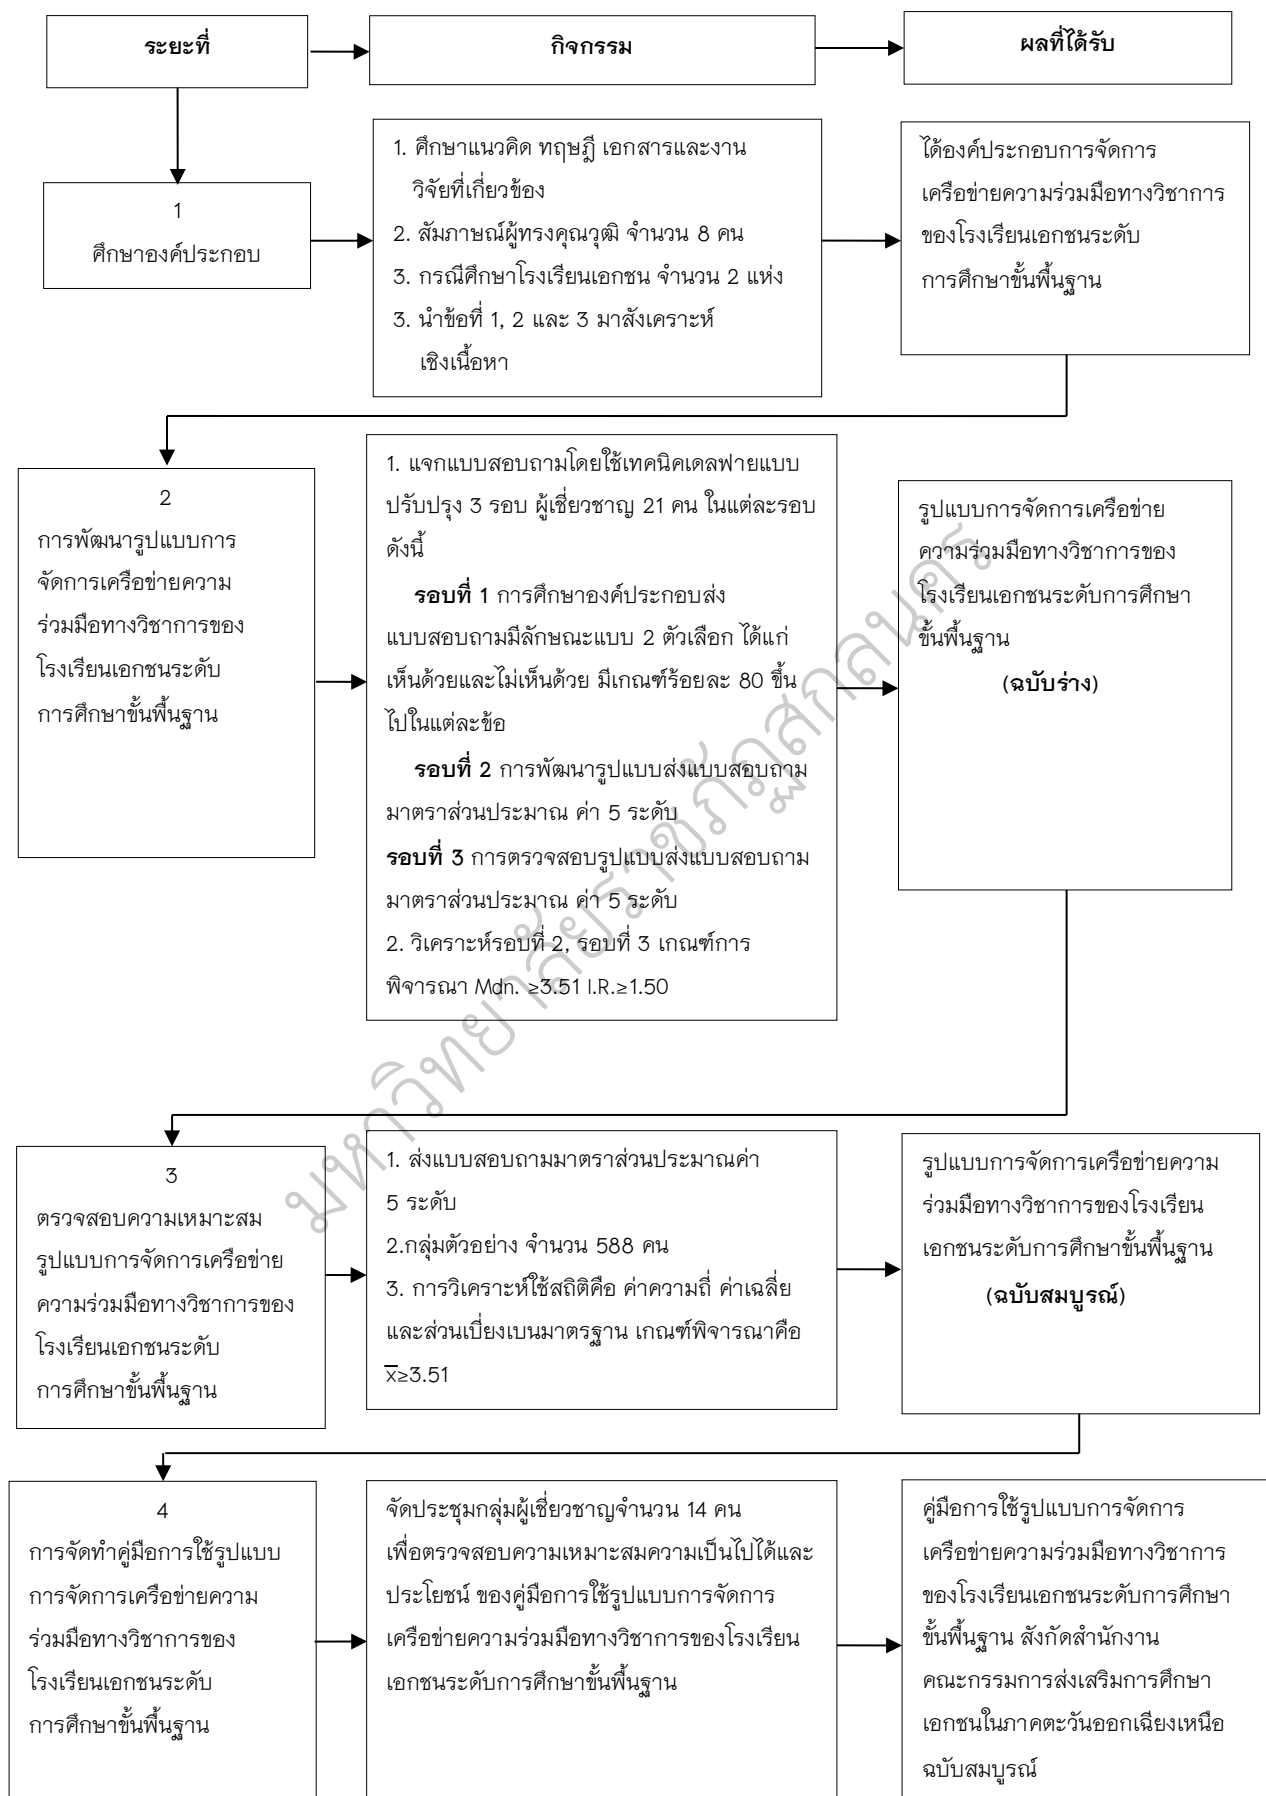 ระยะที่
กิจกรรม
ผลที่ได้รับ
1
ศึกษาองค์ประกอบ
1. ศึกษาแนวคิด ทฤษฎี เอกสารและงาน
วิจัยที่เกี่ยวข้อง
2. สัมภาษณ์ผู้ทรงคุณวุฒิ จำนวน 8 คน
3. กรณีศึกษาโรงเรียนเอกชน จำนวน 2 แห่ง
3. นำข้อที่ 1, 2 และ 3 มาสังเคราะห์
เชิงเนื้อหา
ได้องค์ประกอบการจัดการ
เครือข่ายความร่วมมือทางวิชาการ
ของโรงเรียนเอกชนระดับ
การศึกษาขั้นพื้นฐาน
2
การพัฒนารูปแบบการ
จัดการเครือข่ายความ
ร่วมมือทางวิชาการของ
โรงเรียนเอกชนระดับ
การศึกษาขั้นพื้นฐาน
1. แจกแบบสอบถามโดยใช้เทคนิคเดลฟายแบบ
ปรับปรุง 3 รอบ ผู้เชี่ยวชาญ 21 คน ในแต่ละรอบ
ดังนี้
รอบที่ 1 การศึกษาองค์ประกอบส่ง
แบบสอบถามมีลักษณะแบบ 2 ตัวเลือก ได้แก่
เห็นด้วยและไม่เห็นด้วย มีเกณฑ์ร้อยละ 80 ขึ้น
ไปในแต่ละข้อ
รอบที่ 2 การพัฒนารูปแบบส่งแบบสอบถาม
มาตราส่วนประมาณ ค่า 5 ระดับ
รอบที่ 3 การตรวจสอบรูปแบบส่งแบบสอบถาม
มาตราส่วนประมาณ ค่า 5 ระดับ
2. วิเคราะห์รอบที่ 2, รอบที่ 3 เกณฑ์การ
พิจารณา Mdn. ≥3.51 I.R.≥1.50
รูปแบบการจัดการเครือข่าย
ความร่วมมือทางวิชาการของ
โรงเรียนเอกชนระดับการศึกษา
ขั้นพื้นฐาน
(ฉบับร่าง)
มหาวิทยาลัยราชภัฏสกลนคร
3
ตรวจสอบความเหมาะสม
รูปแบบการจัดการเครือข่าย
ความร่วมมือทางวิชาการของ
โรงเรียนเอกชนระดับ
การศึกษาขั้นพื้นฐาน
1. ส่งแบบสอบถามมาตราส่วนประมาณค่า
5 ระดับ
2.กลุ่มตัวอย่าง จำนวน 588 คน
3. การวิเคราะห์ใช้สถิติคือ ค่าความถี่ ค่าเฉลี่ย
และส่วนเบี่ยงเบนมาตรฐาน เกณฑ์พิจารณาคือ
x̅≥3.51
รูปแบบการจัดการเครือข่ายความ
ร่วมมือทางวิชาการของโรงเรียน
เอกชนระดับการศึกษาขั้นพื้นฐาน
(ฉบับสมบูรณ์)
4
การจัดทำคู่มือการใช้รูปแบบ
การจัดการเครือข่ายความ
ร่วมมือทางวิชาการของ
โรงเรียนเอกชนระดับ
การศึกษาขั้นพื้นฐาน
จัดประชุมกลุ่มผู้เชี่ยวชาญจำนวน 14 คน
เพื่อตรวจสอบความเหมาะสมความเป็นไปได้และ
ประโยชน์ ของคู่มือการใช้รูปแบบการจัดการ
เครือข่ายความร่วมมือทางวิชาการของโรงเรียน
เอกชนระดับการศึกษาขั้นพื้นฐาน
คู่มือการใช้รูปแบบการจัดการ
เครือข่ายความร่วมมือทางวิชาการ
ของโรงเรียนเอกชนระดับการศึกษา
ขั้นพื้นฐาน สังกัดสำนักงาน
คณะกรรมการส่งเสริมการศึกษา
เอกชนในภาคตะวันออกเฉียงเหนือ
ฉบับสมบูรณ์